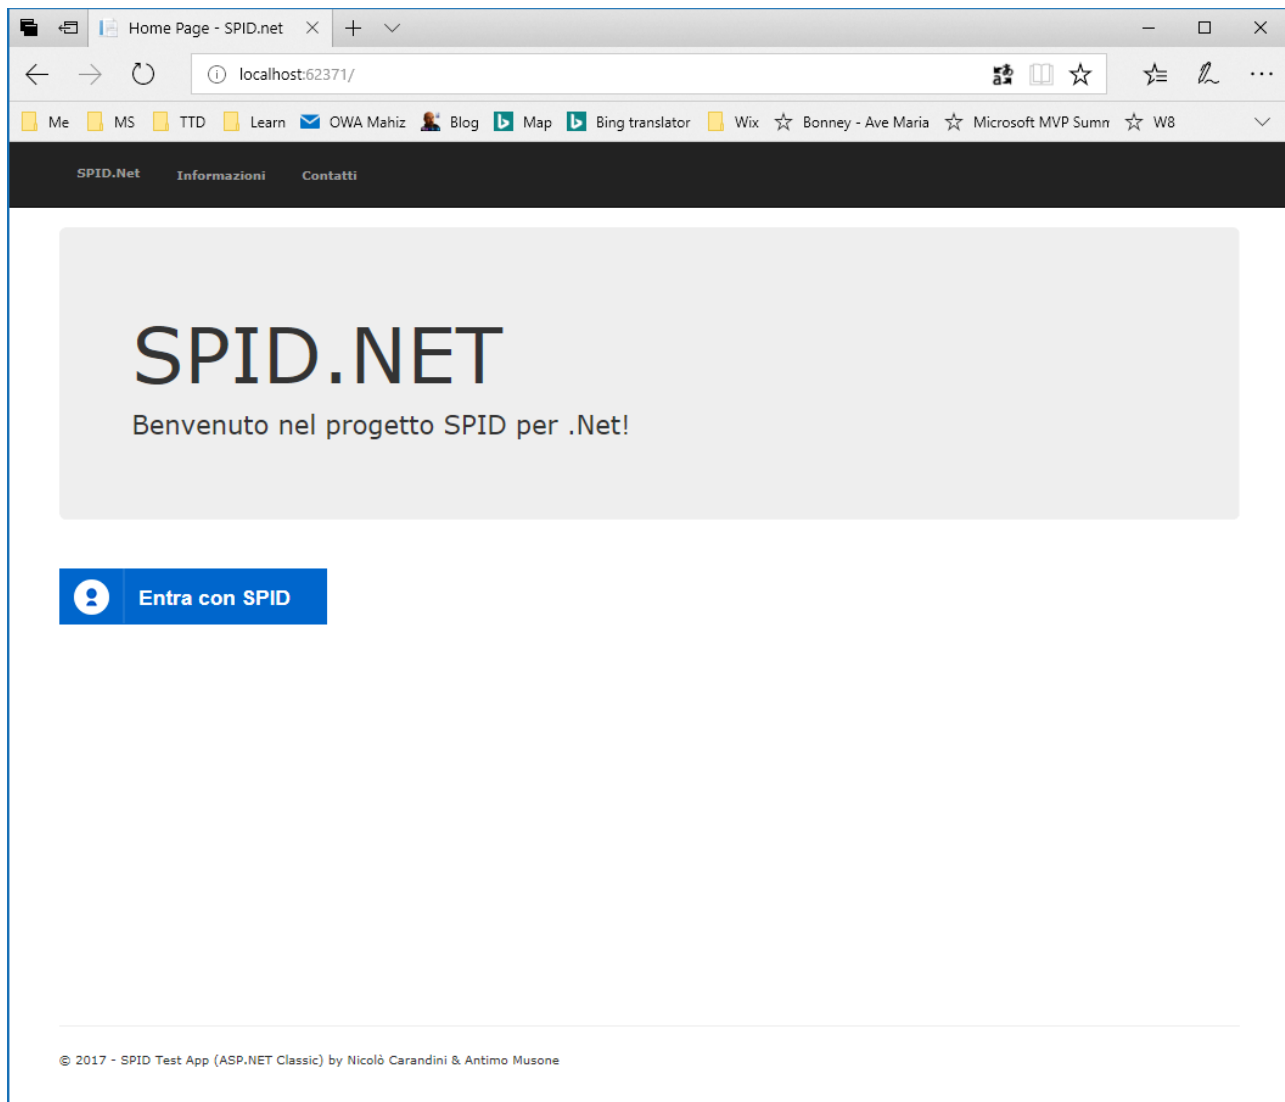 Home Page - SPID.net
localhost:62371/
Me MS TTD Learn OWA Mahiz Blog Map Bing translator Wix Bonney - Ave Maria Microsoft MVP Summ W8
SPID.Net Informazioni Contatti
SPID.NET
Benvenuto nel progetto SPID per .Net!
Entra con SPID
© 2017 - SPID Test App (ASP.NET Classic) by Nicolò Carandini & Antimo Musone